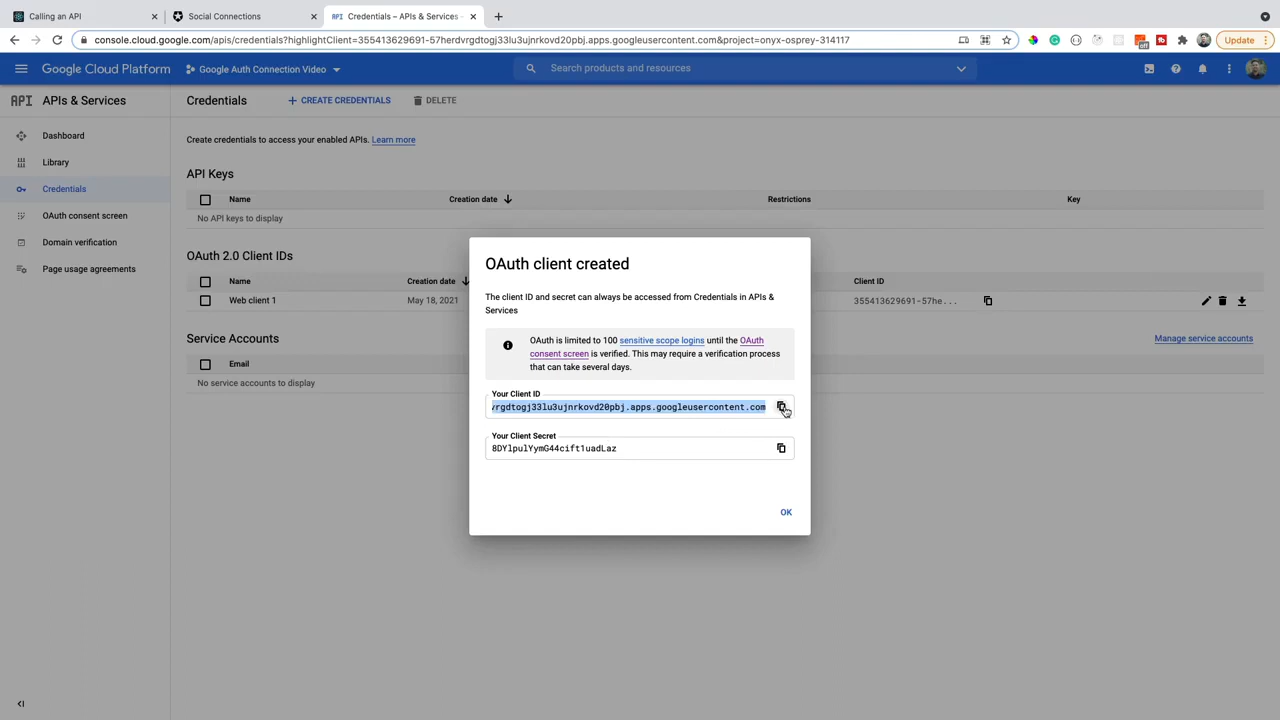 Calling an API
Social Connections
API Credentials – APIs & Services –
console.cloud.google.com/apis/credentials?highlightClient=355413629691-57herdvrgdtogj33lu3ujnrkovd20pbj.apps.googleusercontent.com&project=onyx-osprey-314117
off
Update
Google Cloud Platform
Google Auth Connection Video
Search products and resources
API APIs & Services
Credentials
+ CREATE CREDENTIALS
DELETE
Dashboard
Library
Credentials
OAuth consent screen
Domain verification
Page usage agreements
Create credentials to access your enabled APIs. Learn more
API Keys
Name Creation date Restrictions Key
No API keys to display
OAuth 2.0 Client IDs
Name Creation date Client ID
Web client 1 May 18, 2021 355413629691-57he...
Service Accounts
Manage service accounts
Email
No service accounts to display
OAuth client created
The client ID and secret can always be accessed from Credentials in APIs &
Services
OAuth is limited to 100 sensitive scope logins until the OAuth
consent screen is verified. This may require a verification process
that can take several days.
Your Client ID
vrgdtogj33lu3ujnrkovd20pbj.apps.googleusercontent.com
Your Client Secret
8DYlpulYymG44cift1uadLaz
OK